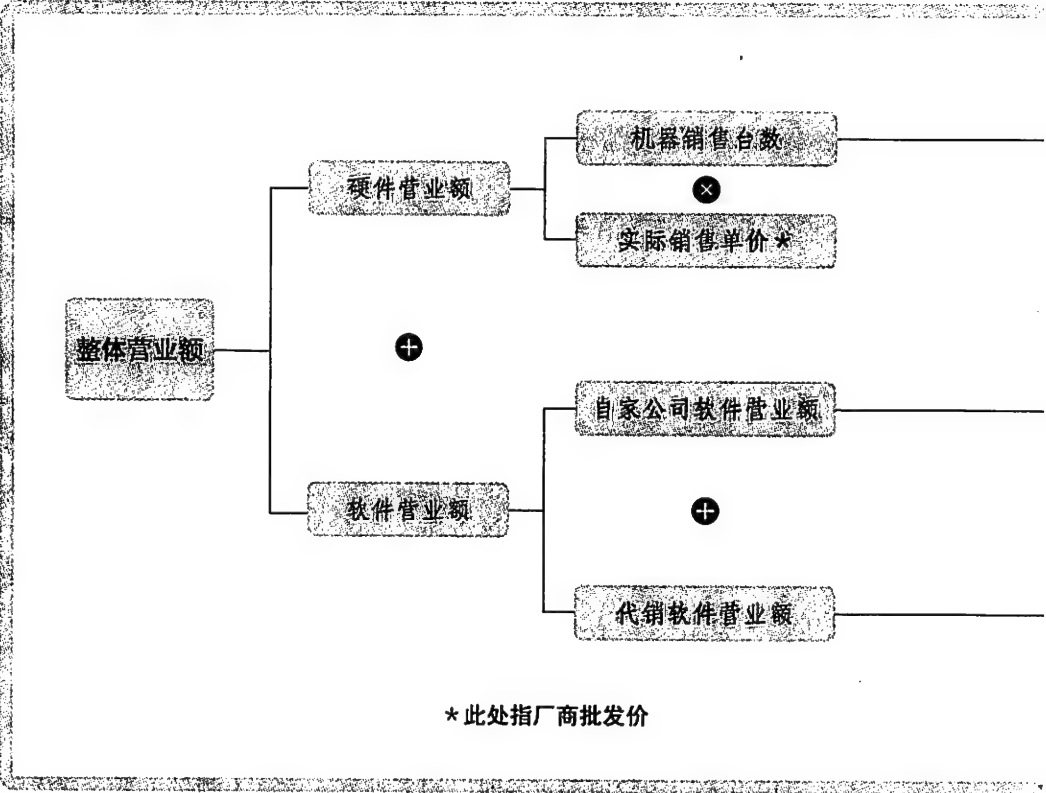 机器销售台数
硬件营业额
×
实际销售单价*
整体营业额
+
自家公司软件营业额
软件营业额
+
代销软件营业额
*此处指厂商批发价